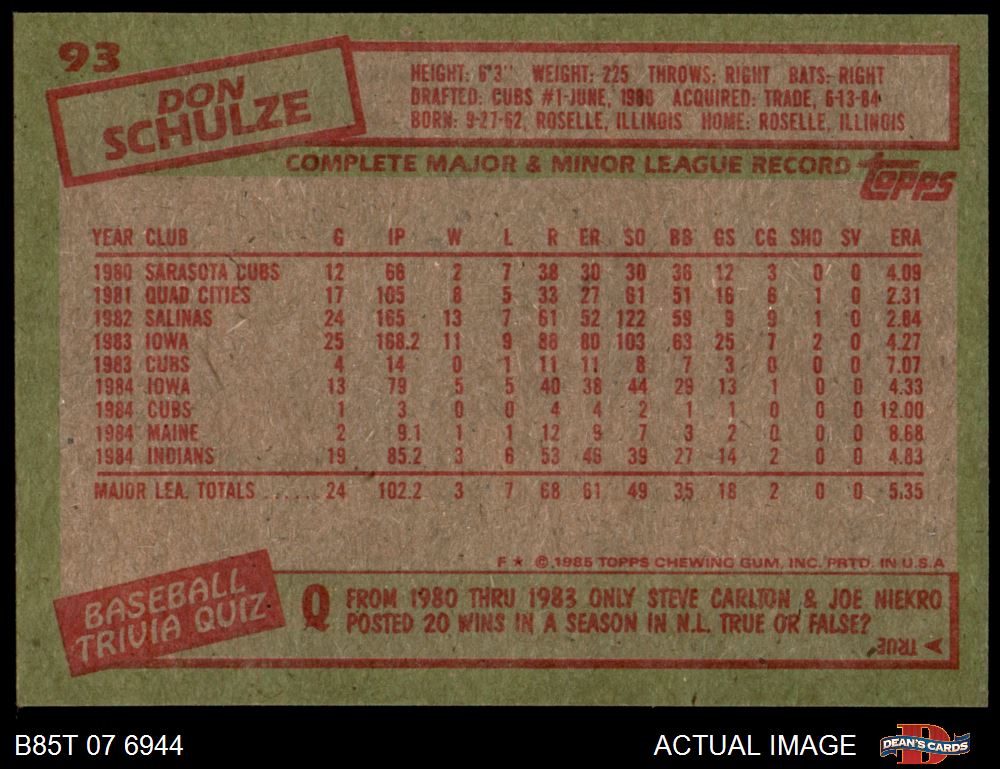 93
DON
SCHULZE
HEIGHT: 6'3" WEIGHT: 225 THROWS: RIGHT BATS: RIGHT
DRAFTED: CUBS #1-JUNE, 1980 ACQUIRED: TRADE, 6-13-84
BORN: 9-27-62, ROSELLE, ILLINOIS HOME: ROSELLE, ILLINOIS
COMPLETE MAJOR & MINOR LEAGUE RECORD
TOPPS
YEAR CLUB G IP W L R ER SO BB GS CG SHO SV ERA
1980 SARASOTA CUBS 12 66 2 7 38 30 30 36 12 3 0 0 4.09
1981 QUAD CITIES 17 105 8 5 33 27 61 51 16 6 1 0 2.31
1982 SALINAS 24 165 13 7 61 52 122 59 9 9 1 0 2.84
1983 IOWA 25 168.2 11 9 86 80 103 63 25 7 2 0 4.27
1983 CUBS 4 14 0 1 11 11 8 7 3 0 0 0 7.07
1984 IOWA 13 79 5 5 40 38 44 29 13 1 0 0 4.33
1984 CUBS 1 3 0 0 4 4 2 1 1 0 0 0 12.00
1984 MAINE 2 9.1 1 1 12 9 7 3 2 0 0 0 8.68
1984 INDIANS 19 85.2 3 6 53 46 39 27 14 2 0 0 4.83
MAJOR LEA. TOTALS ...... 24 102.2 3 7 68 61 49 35 18 2 0 0 5.35
F * © 1985 TOPPS CHEWING GUM, INC. PRTD. IN U.S.A
BASEBALL
TRIVIA QUIZ
Q FROM 1980 THRU 1983 ONLY STEVE CARLTON & JOE NIEKRO
POSTED 20 WINS IN A SEASON IN N.L. TRUE OR FALSE?
A TRUE
B85T 07 6944
ACTUAL IMAGE
DEAN'S CARDS